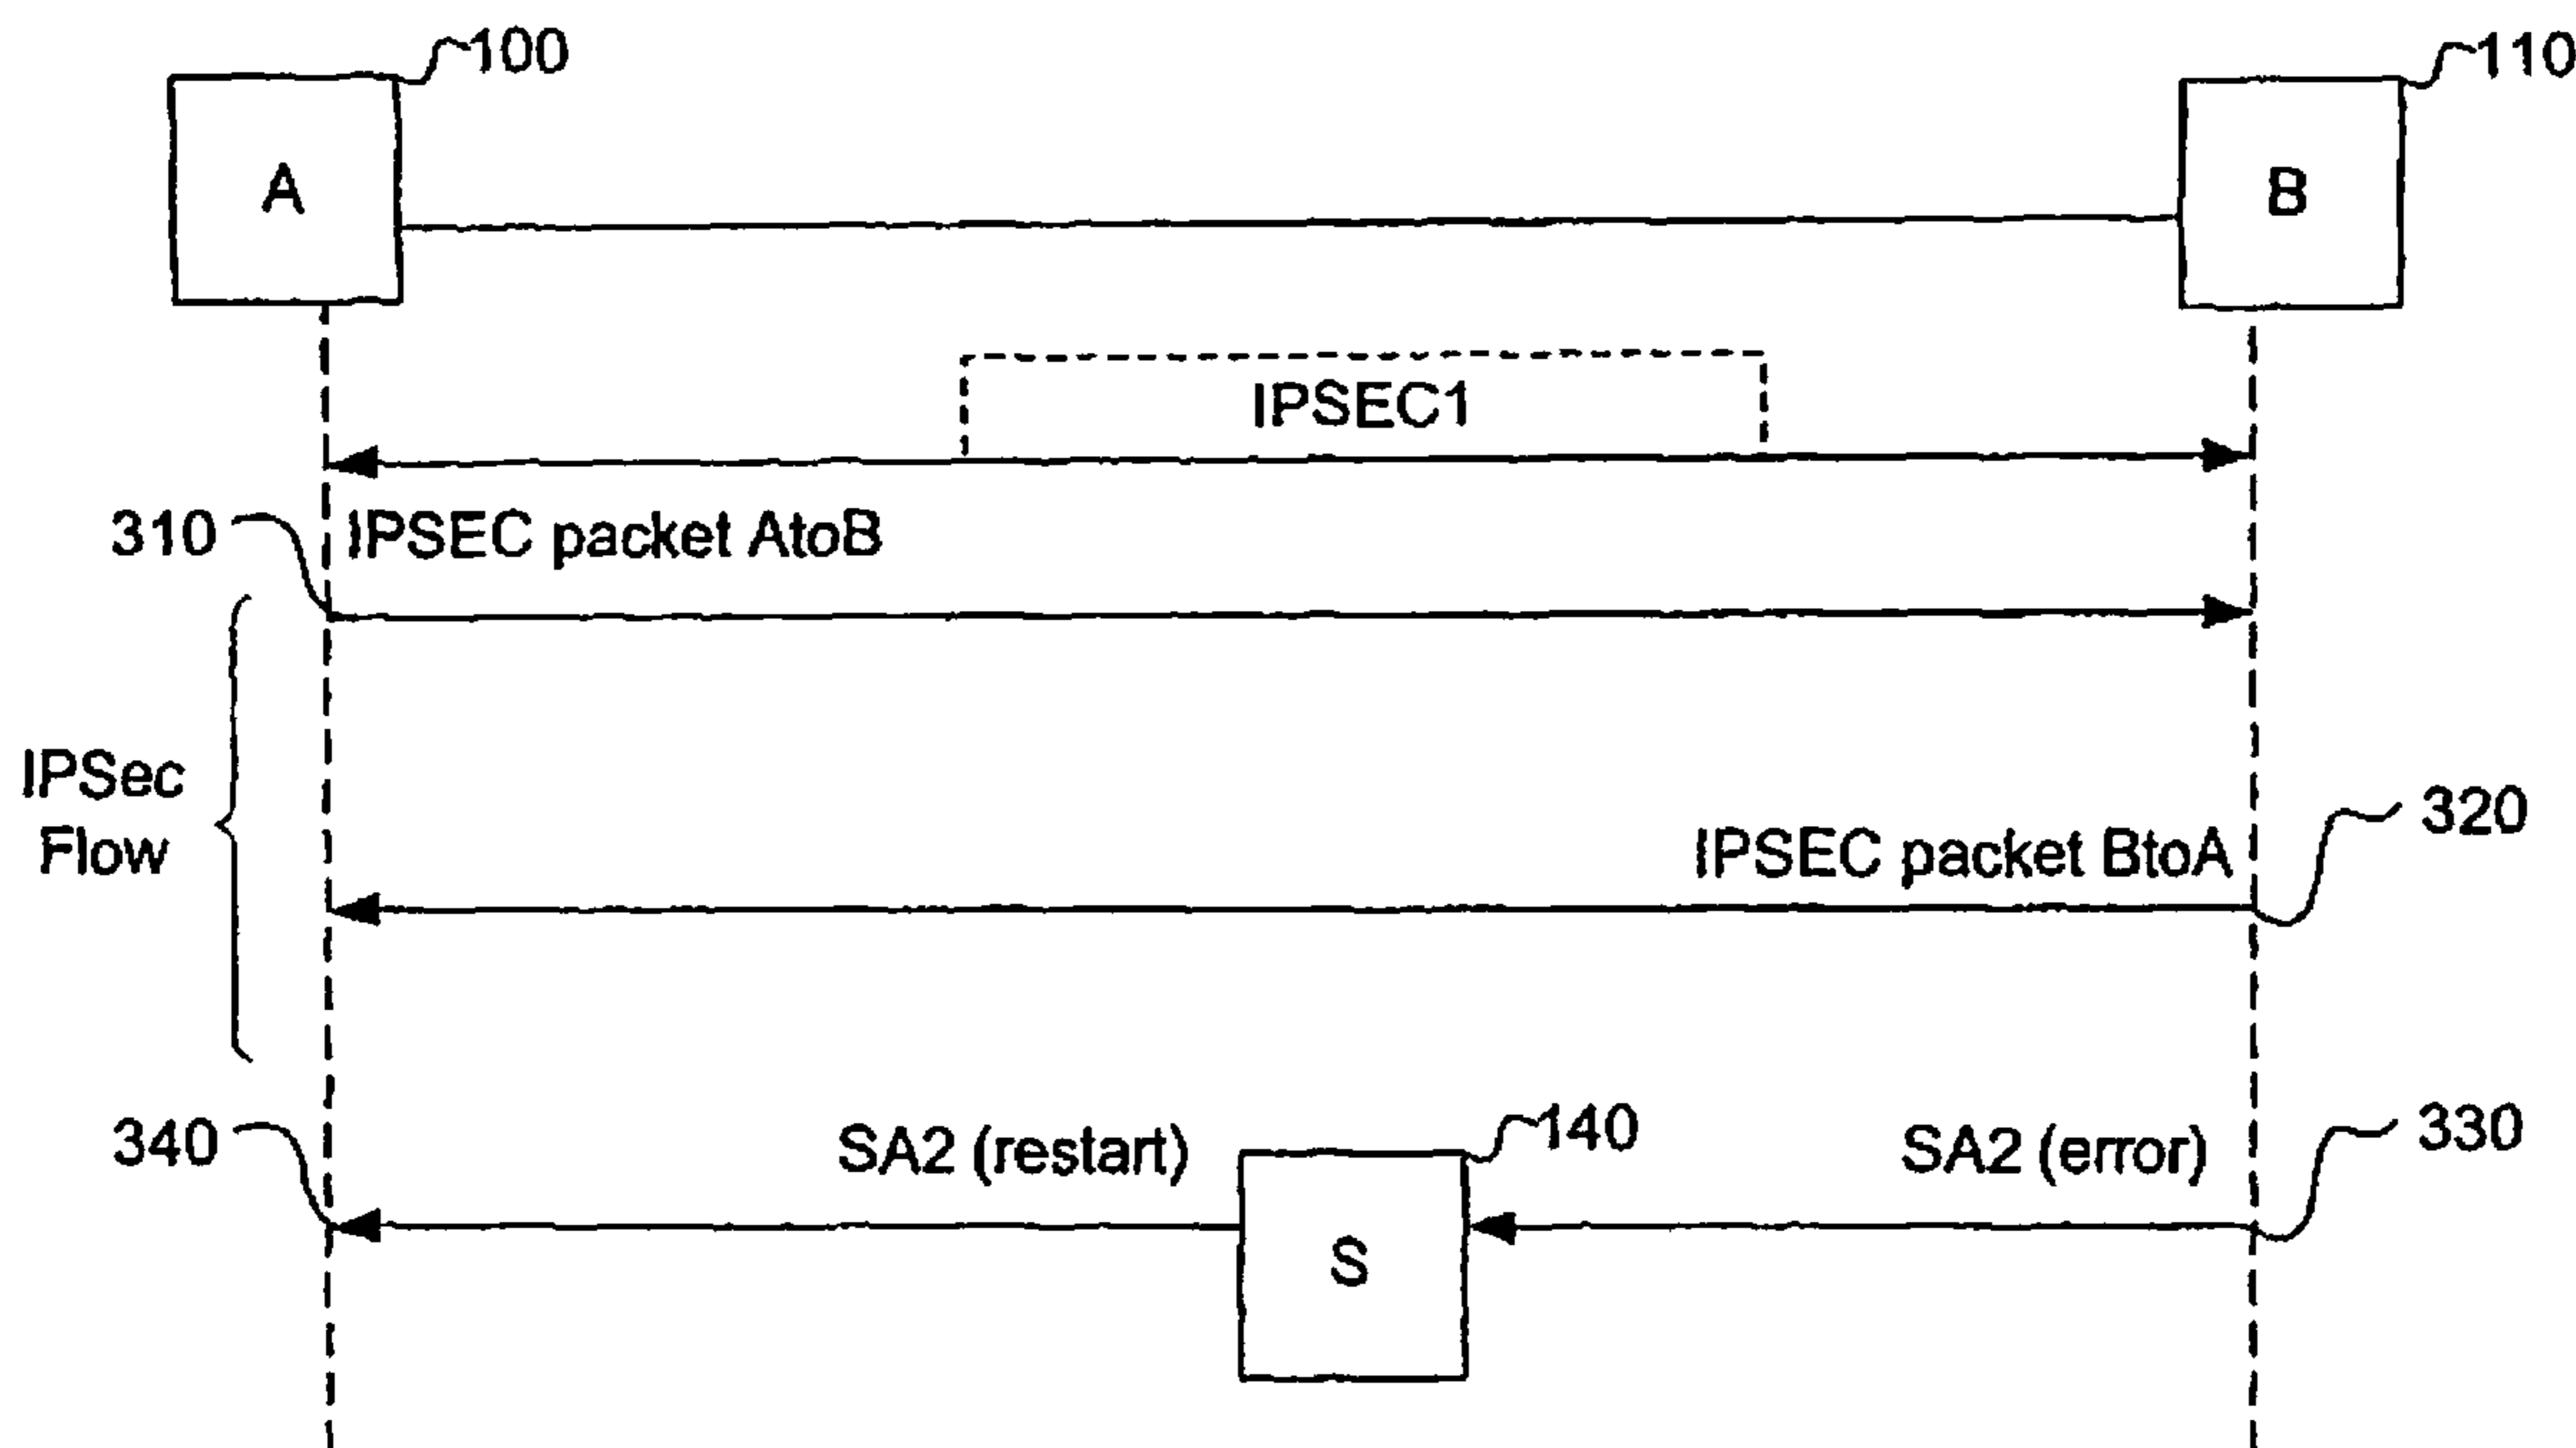 100
110
A
B
IPSEC1
310
IPSEC packet AtoB
IPSec
Flow
320
IPSEC packet BtoA
340
SA2 (restart)
140
SA2 (error)
330
S